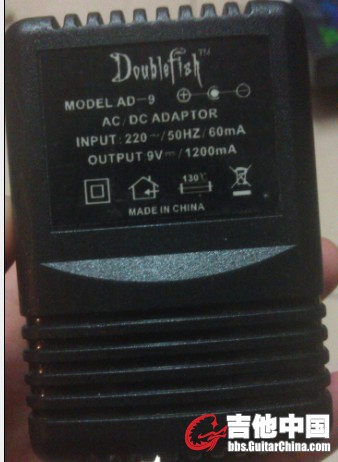 Doublefish™
MODEL AD-9
AC/DC ADAPTOR
INPUT: 220~/50HZ/60mA
OUTPUT 9V⎓/1200mA
130℃
MADE IN CHINA
吉他中国
bbs.GuitarChina.com